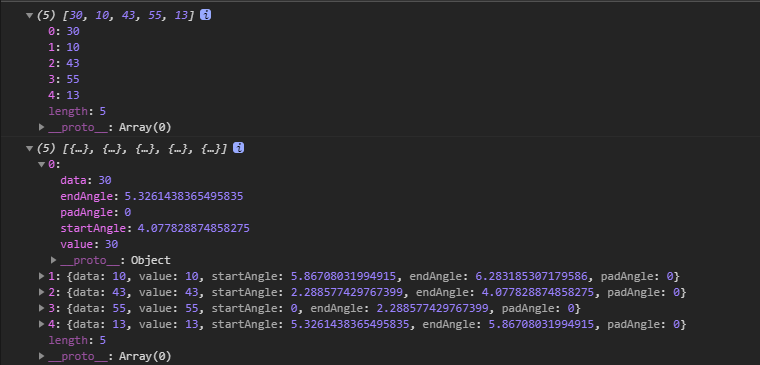 (5) [30, 10, 43, 55, 13] i
0: 30
1: 10
2: 43
3: 55
4: 13
length: 5
__proto__: Array(0)
(5) [{…}, {…}, {…}, {…}, {…}] i
0:
data: 30
endAngle: 5.3261438365495835
padAngle: 0
startAngle: 4.077828874858275
value: 30
__proto__: Object
1: {data: 10, value: 10, startAngle: 5.86708031994915, endAngle: 6.283185307179586, padAngle: 0}
2: {data: 43, value: 43, startAngle: 2.288577429767399, endAngle: 4.077828874858275, padAngle: 0}
3: {data: 55, value: 55, startAngle: 0, endAngle: 2.288577429767399, padAngle: 0}
4: {data: 13, value: 13, startAngle: 5.3261438365495835, endAngle: 5.86708031994915, padAngle: 0}
length: 5
__proto__: Array(0)